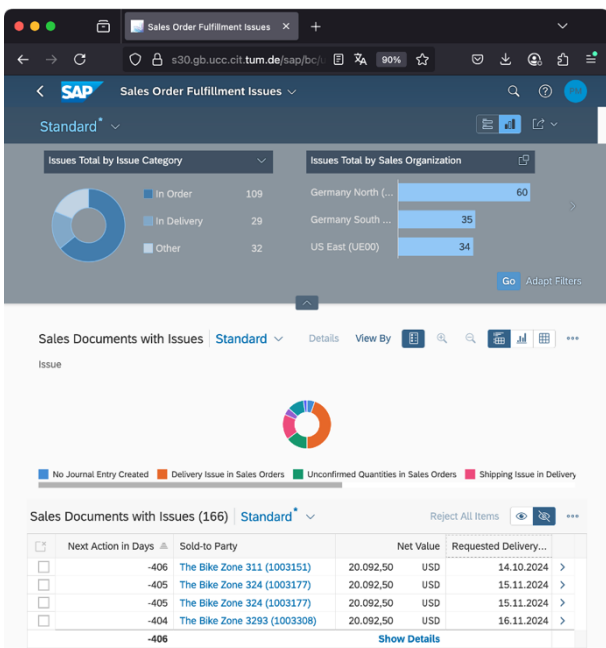 Sales Order Fulfillment Issues
s30.gb.ucc.cit.tum.de/sap/bc/u
90%
SAP Sales Order Fulfillment Issues
PM
Standard*
Issues Total by Issue Category
In Order 109
In Delivery 29
Other 32
Issues Total by Sales Organization
Germany North (... 60
Germany South ... 35
US East (UE00) 34
Go Adapt Filters
Sales Documents with Issues Standard Details View By
Issue
No Journal Entry Created Delivery Issue in Sales Orders Unconfirmed Quantities in Sales Orders Shipping Issue in Delivery
Sales Documents with Issues (166) Standard* Reject All Items
Next Action in Days Sold-to Party Net Value Requested Delivery...
-406 The Bike Zone 311 (1003151) 20.092,50 USD 14.10.2024
-405 The Bike Zone 324 (1003177) 20.092,50 USD 15.11.2024
-405 The Bike Zone 324 (1003177) 20.092,50 USD 15.11.2024
-404 The Bike Zone 3293 (1003308) 20.092,50 USD 16.11.2024
-406 Show Details